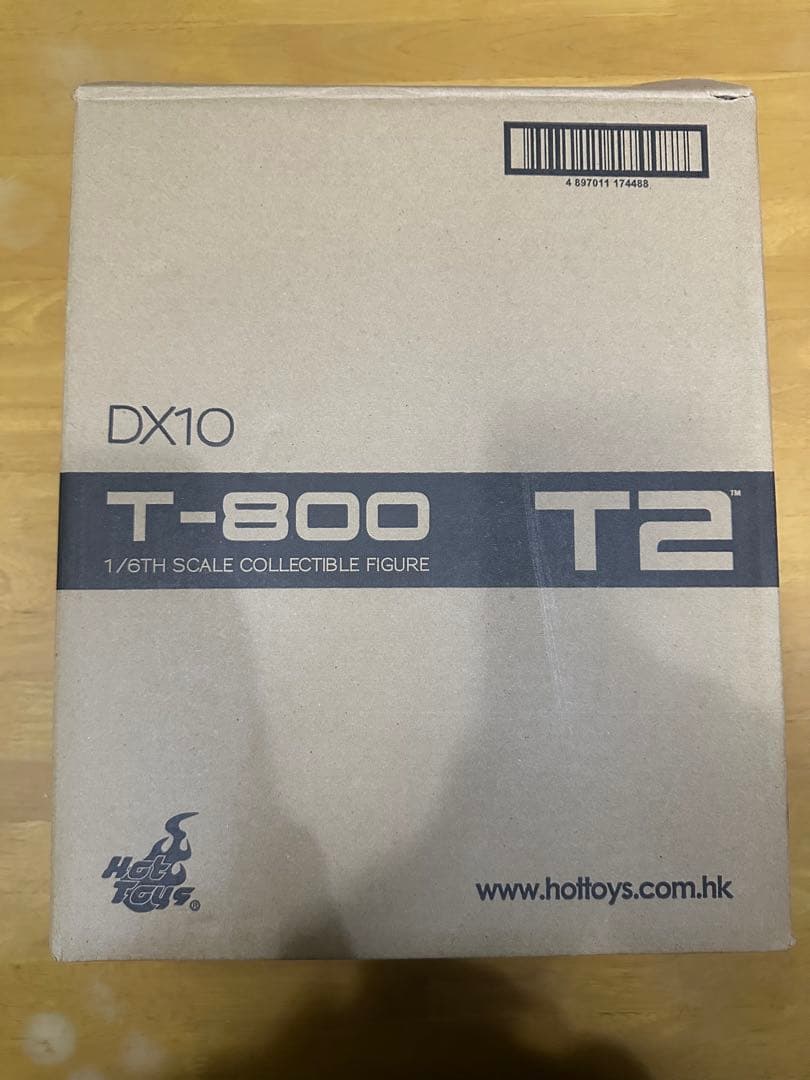 4 897011 174488
DX10
T-800
1/6TH SCALE COLLECTIBLE FIGURE
T2™
Hot
Toys®
www.hottoys.com.hk